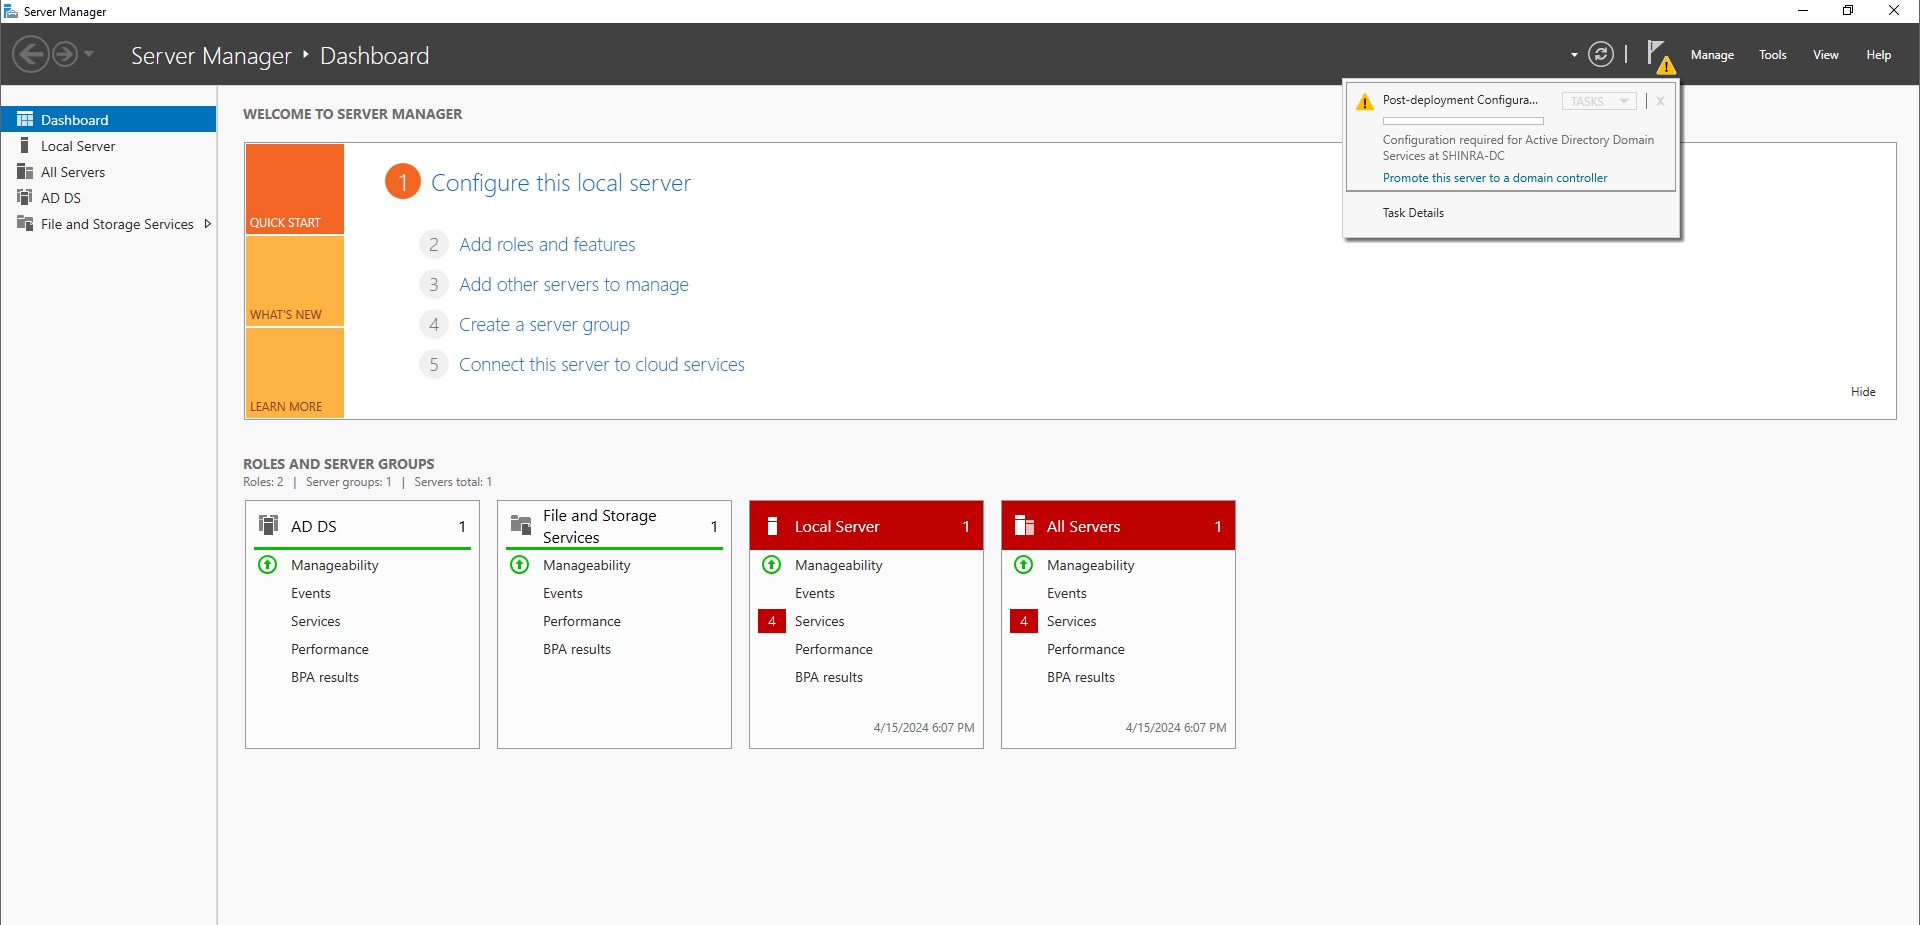 Server Manager
Server Manager ‣ Dashboard
Manage Tools View Help
Dashboard
Local Server
All Servers
AD DS
File and Storage Services
WELCOME TO SERVER MANAGER
QUICK START
WHAT'S NEW
LEARN MORE
1 Configure this local server
2 Add roles and features
3 Add other servers to manage
4 Create a server group
5 Connect this server to cloud services
Hide
Post-deployment Configura... TASKS X
Configuration required for Active Directory Domain
Services at SHINRA-DC
Promote this server to a domain controller
Task Details
ROLES AND SERVER GROUPS
Roles: 2 | Server groups: 1 | Servers total: 1
AD DS 1
Manageability
Events
Services
Performance
BPA results
File and Storage
Services 1
Manageability
Events
Performance
BPA results
Local Server 1
Manageability
Events
4 Services
Performance
BPA results
4/15/2024 6:07 PM
All Servers 1
Manageability
Events
4 Services
Performance
BPA results
4/15/2024 6:07 PM